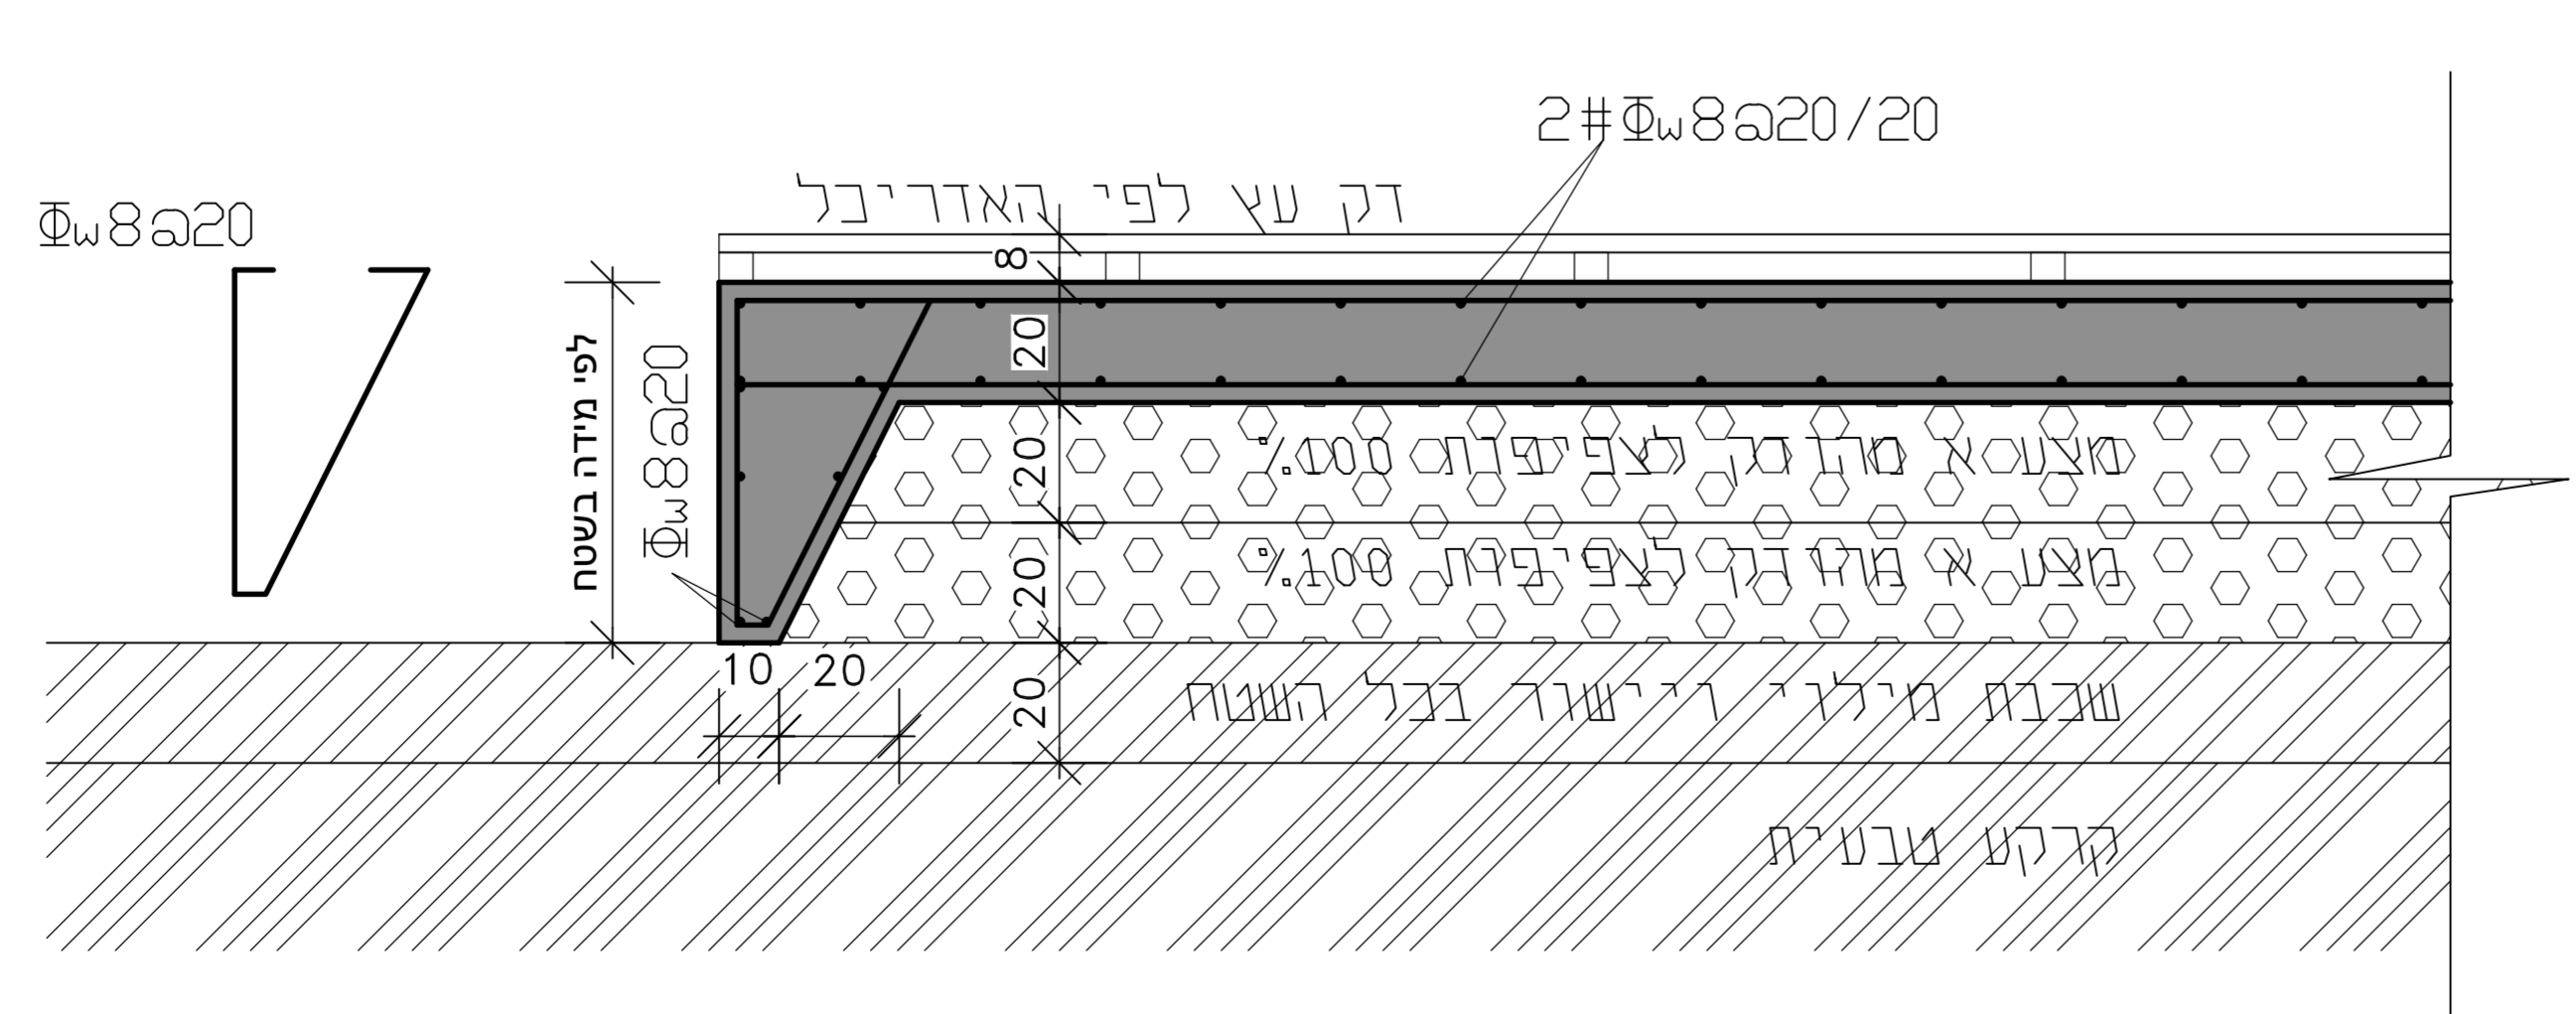 2#Φw8@20/20
דק עץ לפי האדריכל
Φw8@20
8
20
לפי מידה בשטח
Φw8@20
מצע א מהודק לצפיפות 100%
20
מצע א מהודק לצפיפות 100%
20
10
20
שכבת מילוי ויישור בכל השטח
20
קרקע טבעית